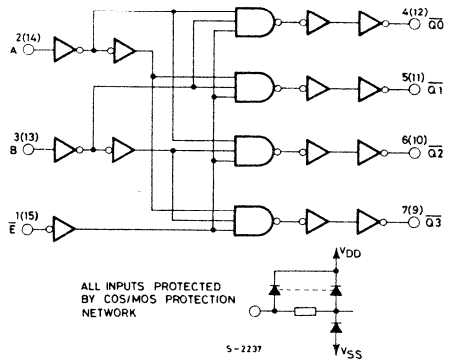 4(12) Q0
2(14)
A
5(11) Q1
3(13)
B
6(10) Q2
1(15)
E
7(9) Q3
VDD
ALL INPUTS PROTECTED
BY COS/MOS PROTECTION
NETWORK
S-2237
VSS